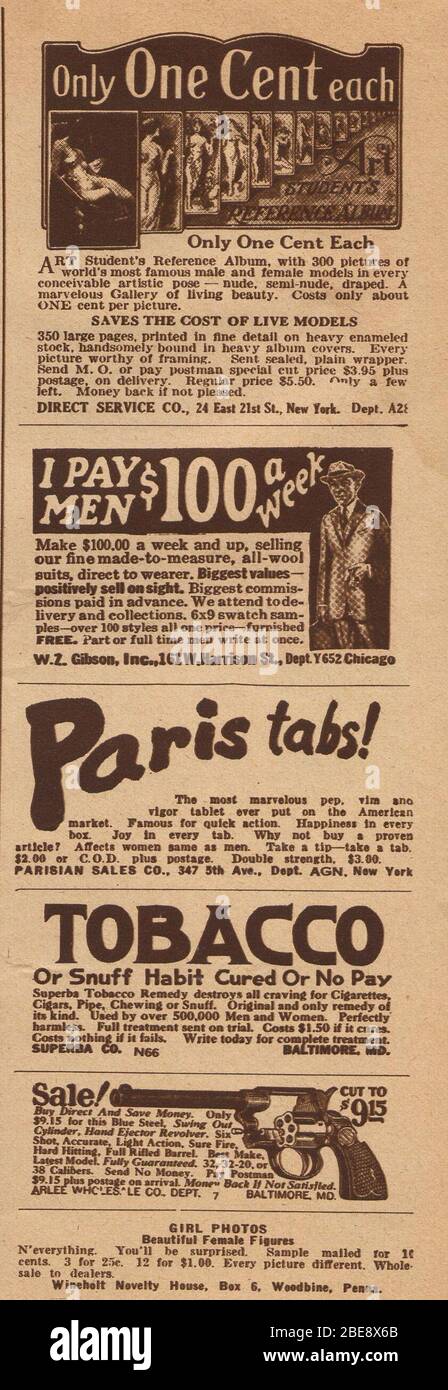 Only One Cent each
Art
STUDENT'S
REFERENCE ALBUM
Only One Cent Each
ART Student's Reference Album, with 300 pictures of
world's most famous male and female models in every
conceivable artistic pose — nude, semi-nude, draped. A
marvelous Gallery of living beauty. Costs only about
ONE cent per picture.
SAVES THE COST OF LIVE MODELS
350 large pages, printed in fine detail on heavy enameled
stock, handsomely bound in heavy album covers. Every
picture worthy of framing. Sent sealed, plain wrapper.
Send M. O. or pay postman special cut price $3.95 plus
postage, on delivery. Regular price $5.50. Only a few
left. Money back if not pleased.
DIRECT SERVICE CO., 24 East 21st St., New York. Dept. A28
I PAY
MEN $100 a week
Make $100.00 a week and up, selling
our fine made-to-measure, all-wool
suits, direct to wearer. Biggest values—
positively sell on sight. Biggest commis-
sions paid in advance. We attend to de-
livery and collections. 6x9 swatch sam-
ples—over 100 styles all one price—furnished
FREE. Part or full time men write at once.
W.Z. Gibson, Inc., W. Harrison St., Dept. Y652 Chicago
Paris tabs!
The most marvelous pep, vim and
vigor tablet ever put on the American
market. Famous for quick action. Happiness in every
box. Joy in every tab. Why not buy a proven
article? Affects women same as men. Take a tip—take a tab.
$2.00 or C.O.D. plus postage. Double strength, $3.00.
PARISIAN SALES CO., 347 5th Ave., Dept. AGN, New York
TOBACCO
Or Snuff Habit Cured Or No Pay
Superba Tobacco Remedy destroys all craving for Cigarettes,
Cigars, Pipe, Chewing or Snuff. Original and only remedy of
its kind. Used by over 500,000 Men and Women. Perfectly
harmless. Full treatment sent on trial. Costs $1.50 if it cures.
Costs nothing if it fails. Write today for complete treatment.
SUPERBA CO. N66 BALTIMORE, MD.
Sale!
CUT TO
$9.15
Buy Direct And Save Money. Only
$9.15 for this Blue Steel, Swing Out
Cylinder, Hand Ejector Revolver. Six
Shot, Accurate, Light Action, Sure Fire,
Hard Hitting, Full Rifled Barrel. Best Make,
Latest Model. Fully Guaranteed. 32, 32-20, or
38 Calibers. Send No Money. Pay Postman
$9.15 plus postage on arrival. Money Back If Not Satisfied.
ARLEE WHOLESALE CO. DEPT. 7 BALTIMORE, MD.
GIRL PHOTOS
Beautiful Female Figures
N'everything. You'll be surprised. Sample mailed for 10
cents. 3 for 25c. 12 for $1.00. Every picture different. Whole-
sale to dealers.
Wineholt Novelty House, Box 6, Woodbine, Penna.
alamy
Image ID: 2BE8X6B
www.alamy.com